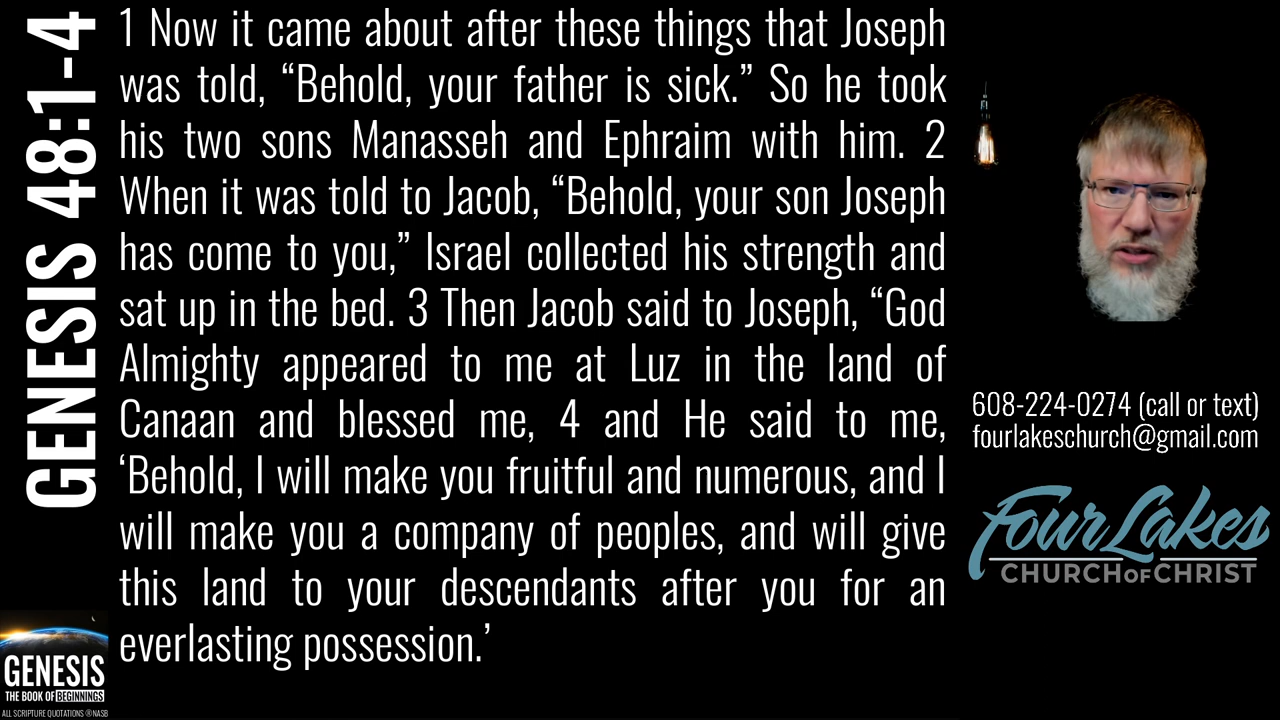 GENESIS 48:1-4
1 Now it came about after these things that Joseph
was told, “Behold, your father is sick.” So he took
his two sons Manasseh and Ephraim with him. 2
When it was told to Jacob, “Behold, your son Joseph
has come to you,” Israel collected his strength and
sat up in the bed. 3 Then Jacob said to Joseph, “God
Almighty appeared to me at Luz in the land of
Canaan and blessed me, 4 and He said to me,
‘Behold, I will make you fruitful and numerous, and I
will make you a company of peoples, and will give
this land to your descendants after you for an
everlasting possession.’
608-224-0274 (call or text)
fourlakeschurch@gmail.com
Four Lakes
CHURCH OF CHRIST
GENESIS
THE BOOK OF BEGINNINGS
ALL SCRIPTURE QUOTATIONS ®NASB